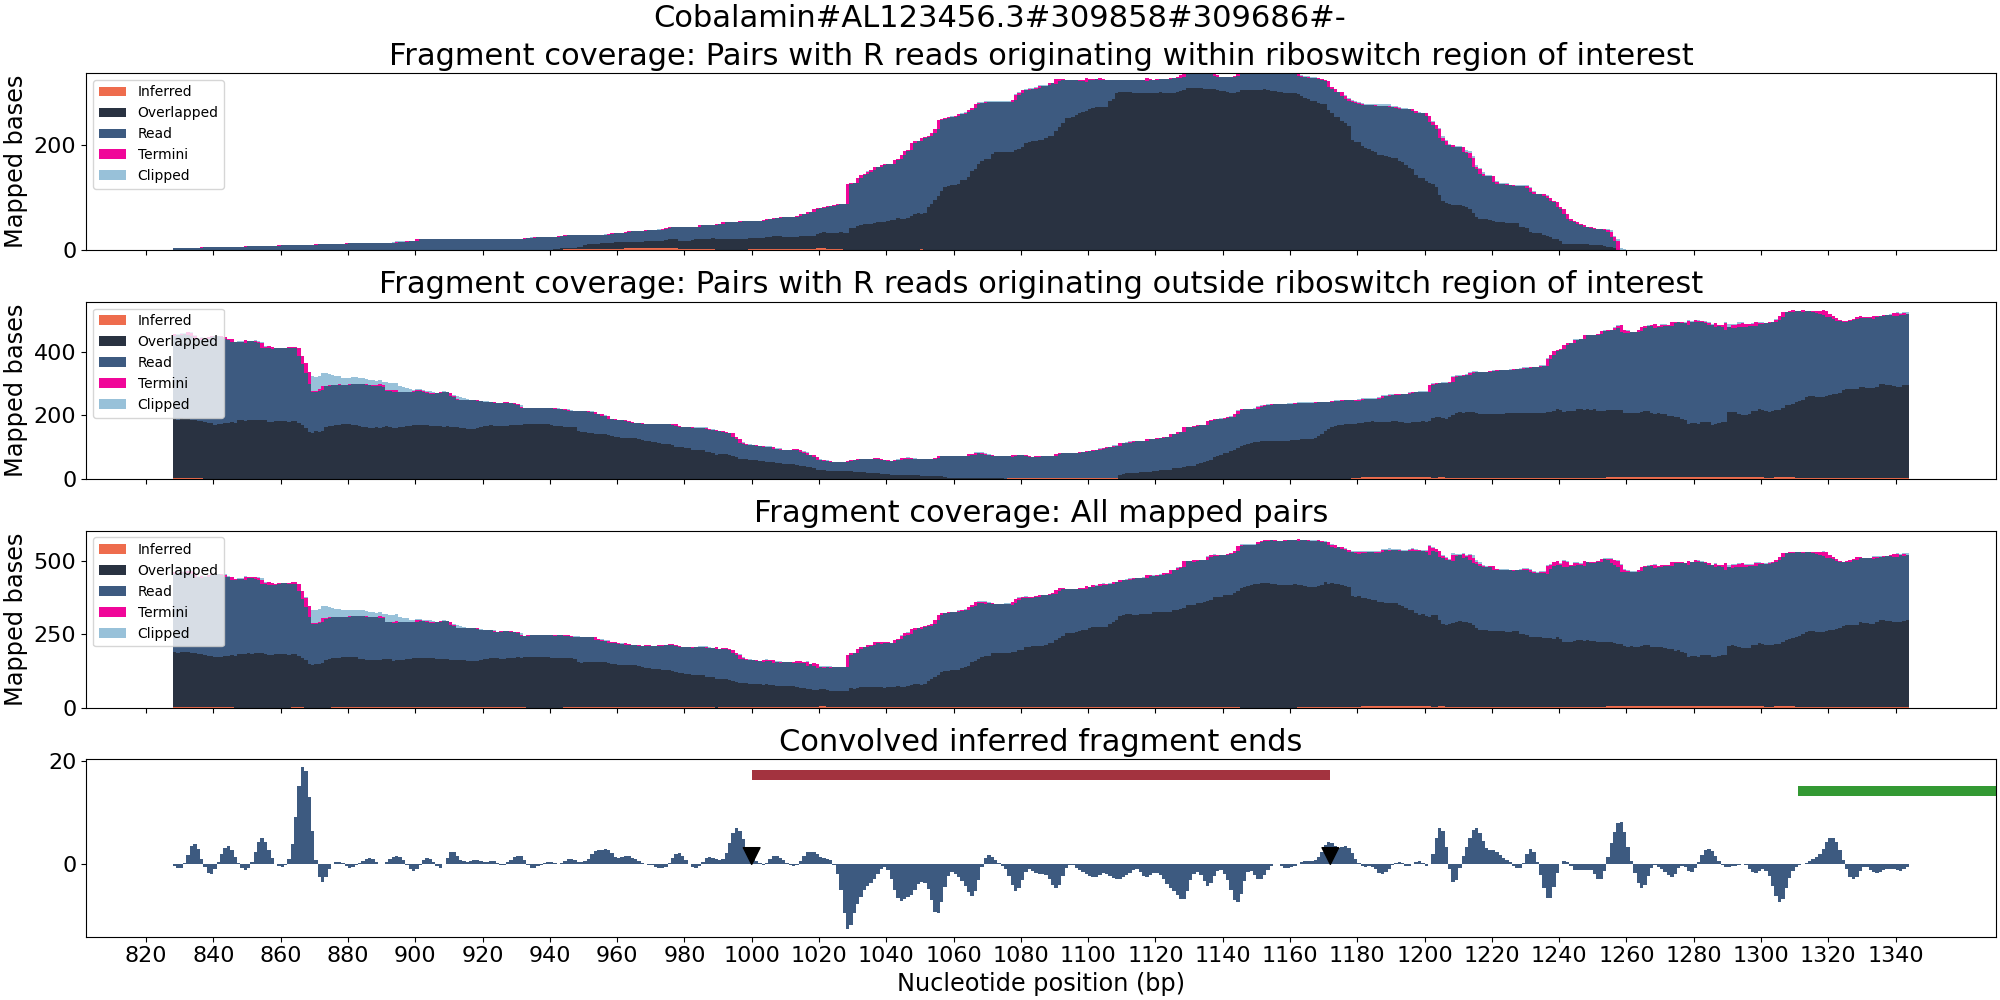 Cobalamin#AL123456.3#309858#309686#-
Fragment coverage: Pairs with R reads originating within riboswitch region of interest
Mapped bases
200
0
Inferred
Overlapped
Read
Termini
Clipped
Fragment coverage: Pairs with R reads originating outside riboswitch region of interest
Mapped bases
400
200
0
Inferred
Overlapped
Read
Termini
Clipped
Fragment coverage: All mapped pairs
Mapped bases
500
250
0
Inferred
Overlapped
Read
Termini
Clipped
Convolved inferred fragment ends
20
0
820 840 860 880 900 920 940 960 980 1000 1020 1040 1060 1080 1100 1120 1140 1160 1180 1200 1220 1240 1260 1280 1300 1320 1340
Nucleotide position (bp)